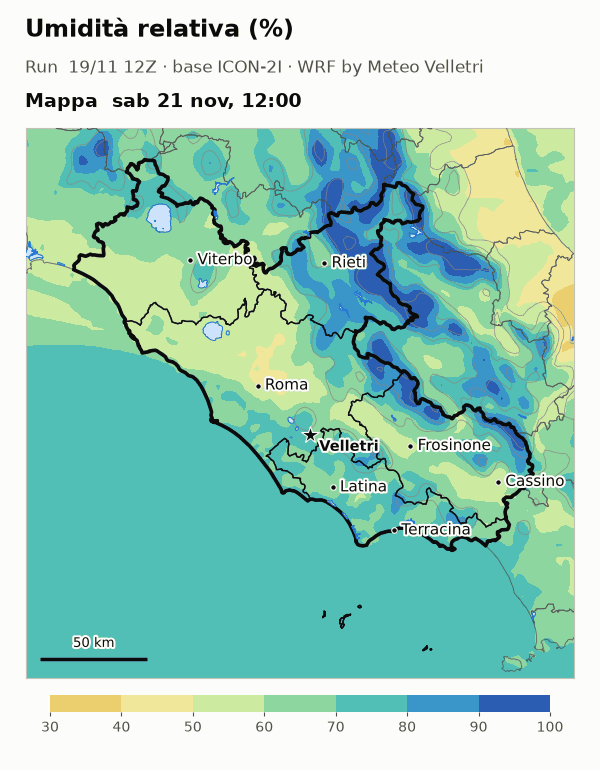 Umidità relativa (%)
Run 19/11 12Z · base ICON-2I · WRF by Meteo Velletri
Mappa sab 21 nov, 12:00
Viterbo
Rieti
Roma
Velletri
Frosinone
Cassino
Latina
Terracina
50 km
30 40 50 60 70 80 90 100